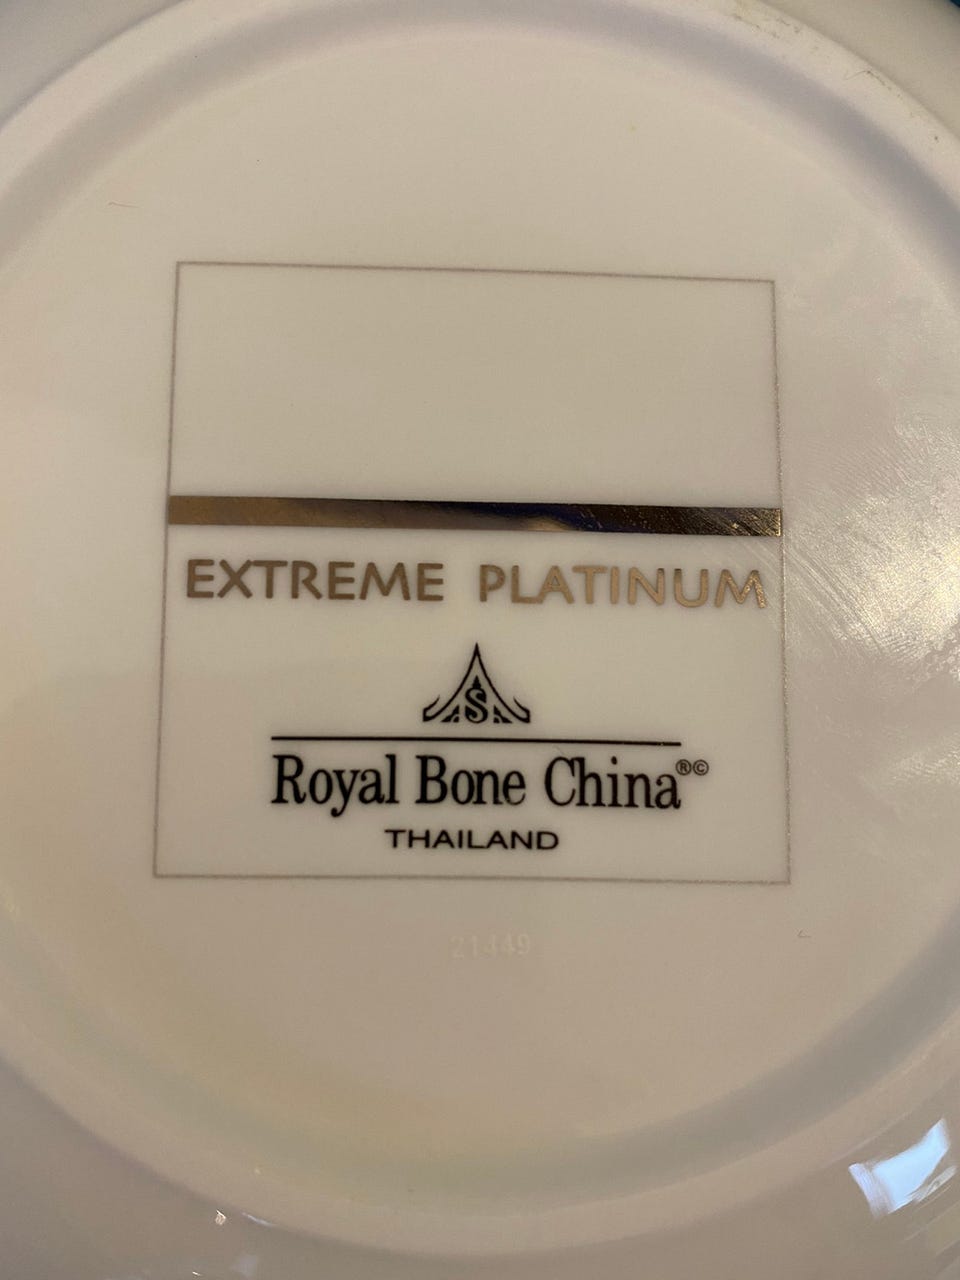 EXTREME PLATINUM
S
Royal Bone China®©
THAILAND